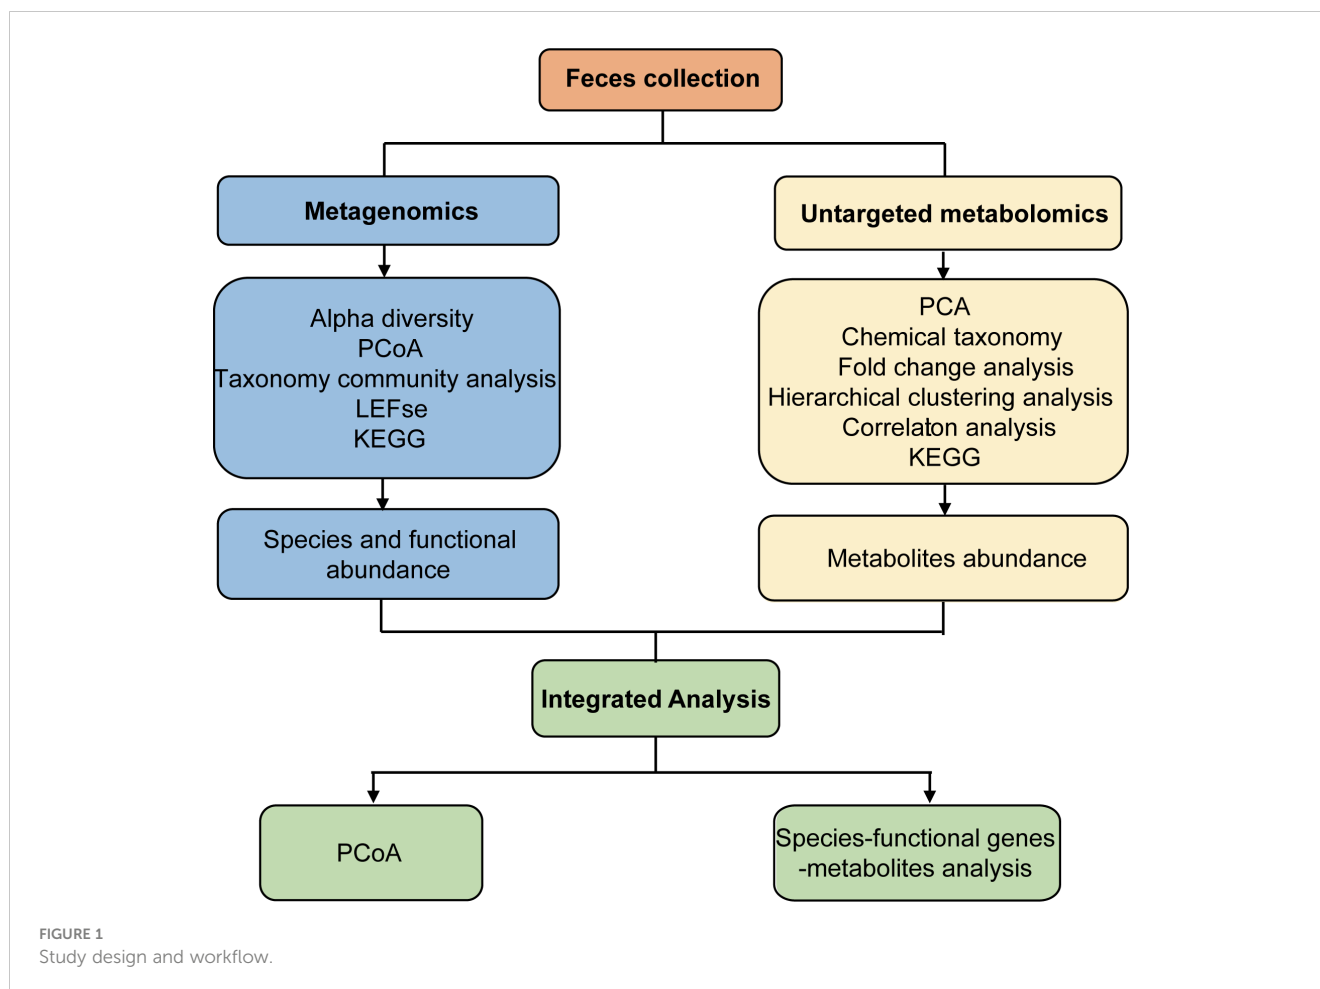 Feces collection
Metagenomics
Untargeted metabolomics
Alpha diversity
PCoA
Taxonomy community analysis
LEFse
KEGG
PCA
Chemical taxonomy
Fold change analysis
Hierarchical clustering analysis
Correlaton analysis
KEGG
Species and functional
abundance
Metabolites abundance
Integrated Analysis
PCoA
Species-functional genes
-metabolites analysis
FIGURE 1
Study design and workflow.